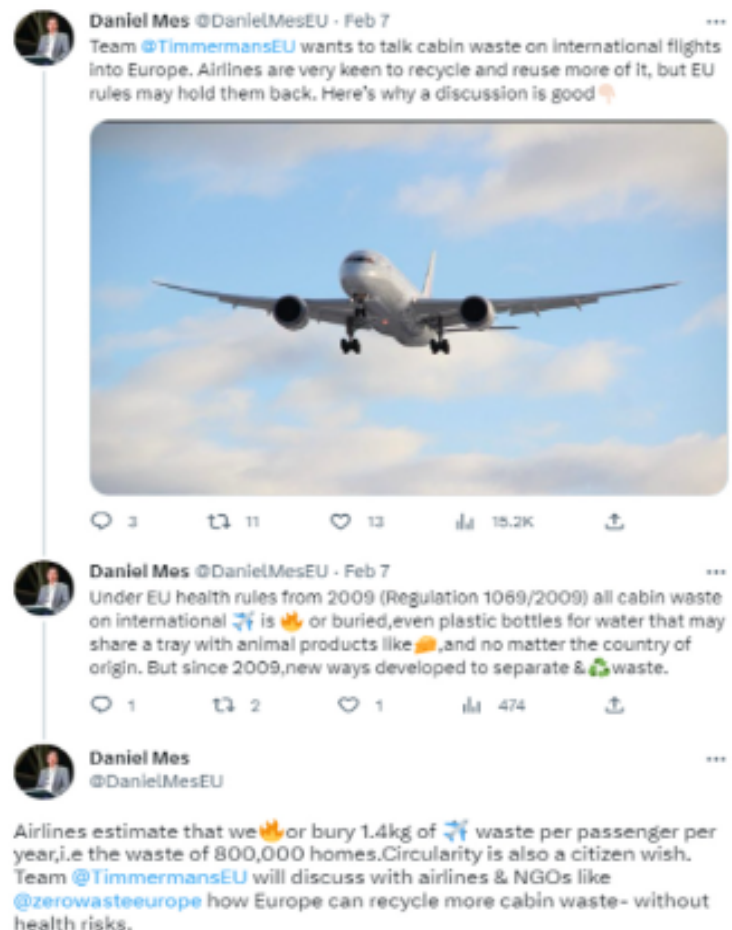 Daniel Mes @DanielMesEU · Feb 7
Team @TimmermansEU wants to talk cabin waste on international flights
into Europe. Airlines are very keen to recycle and reuse more of it, but EU
rules may hold them back. Here's why a discussion is good👇🏻
3 11 13 15.2K
Daniel Mes @DanielMesEU · Feb 7
Under EU health rules from 2009 (Regulation 1069/2009) all cabin waste
on international ✈️ is 🔥 or buried,even plastic bottles for water that may
share a tray with animal products like🧀,and no matter the country of
origin. But since 2009,new ways developed to separate &♻️waste.
1 2 1 474
Daniel Mes
@DanielMesEU
Airlines estimate that we🔥or bury 1.4kg of ✈️ waste per passenger per
year,i.e the waste of 800,000 homes.Circularity is also a citizen wish.
Team @TimmermansEU will discuss with airlines & NGOs like
@zerowasteeurope how Europe can recycle more cabin waste- without
health risks.